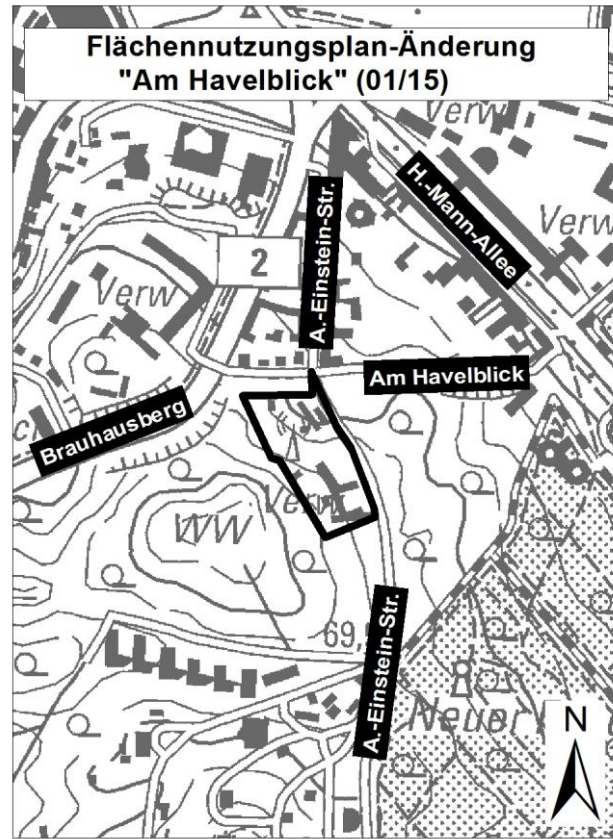 Flächennutzungsplan-Änderung
"Am Havelblick" (01/15)
Verw
H.-Mann-Allee
A.-Einstein-Str.
Verw
2
Verw
Am Havelblick
Brauhausberg
Verw
WW
69,
A.-Einstein-Str.
Neuer
N